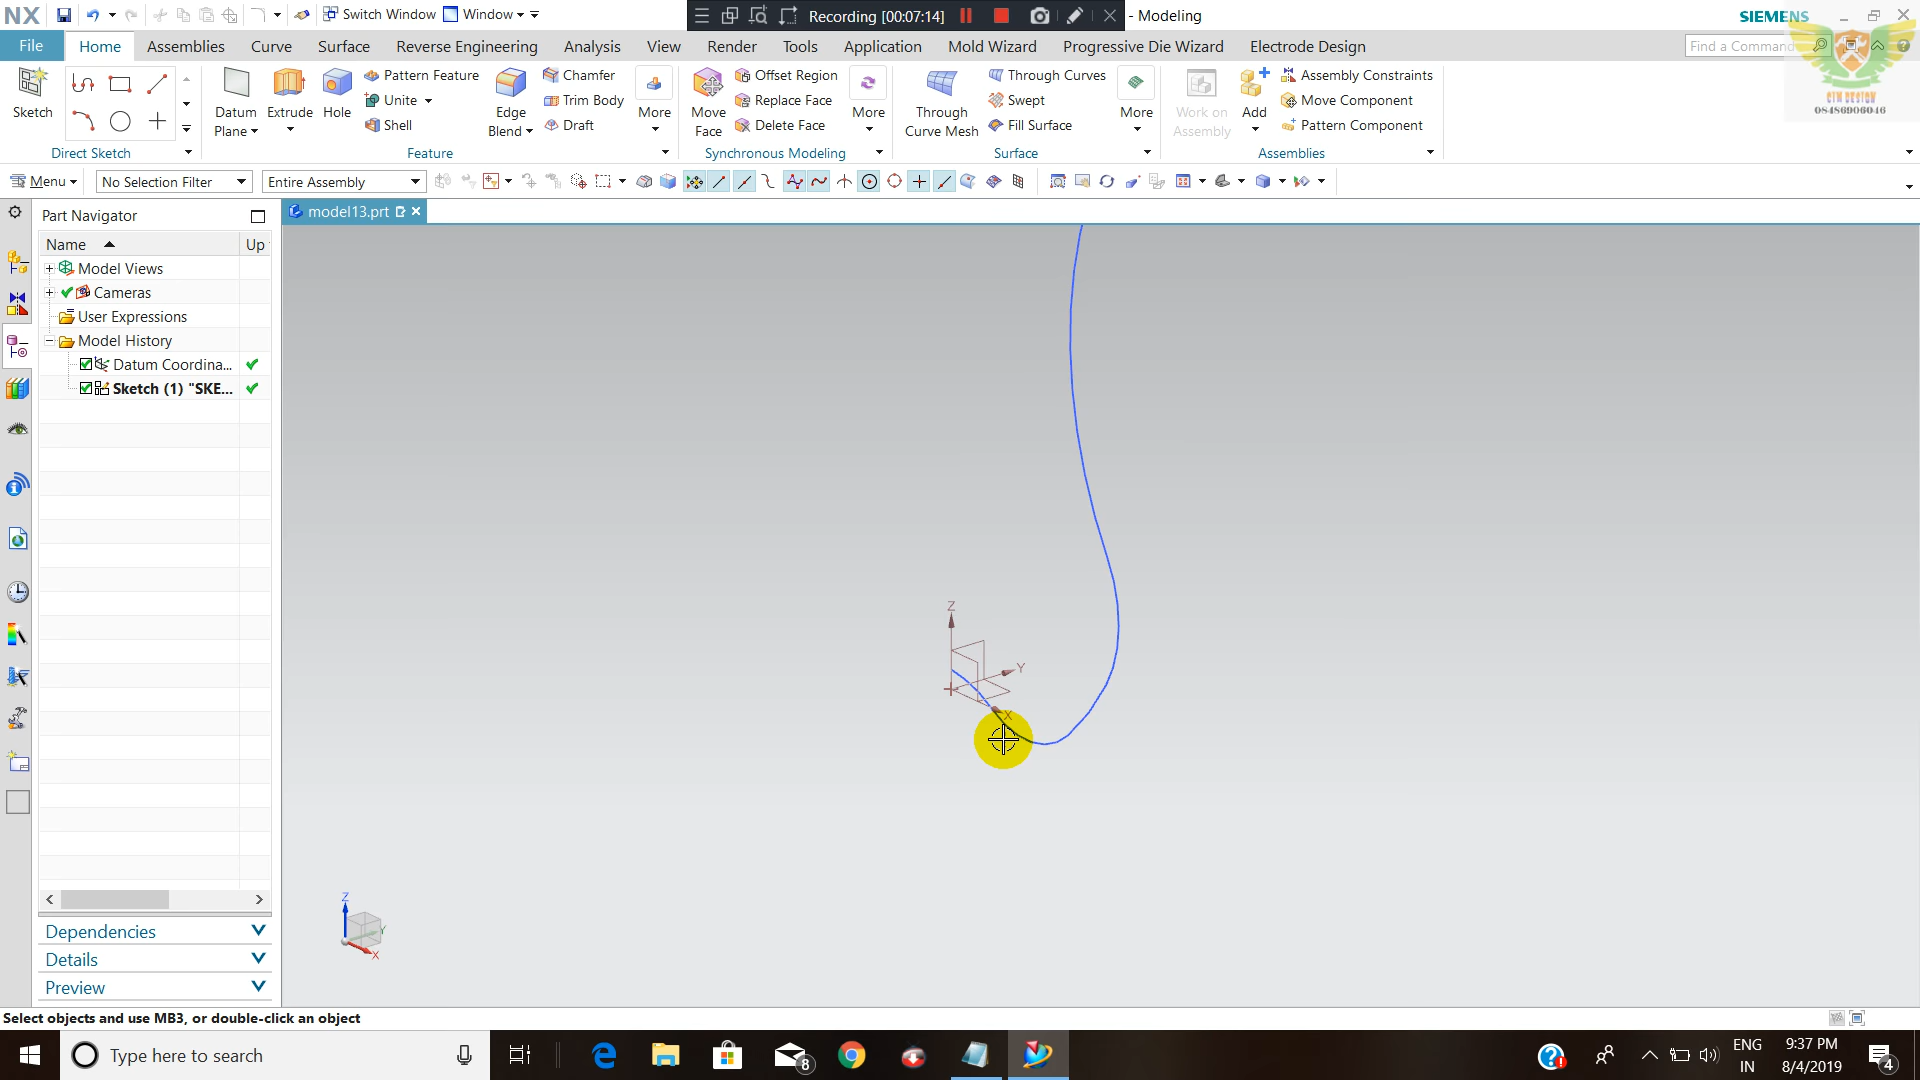 NX Switch Window Window Recording [00:07:14] - Modeling SIEMENS
File Home Assemblies Curve Surface Reverse Engineering Analysis View Render Tools Application Mold Wizard Progressive Die Wizard Electrode Design Find a Command
Sketch
Direct Sketch
Datum
Plane
Extrude
Hole
Pattern Feature
Unite
Shell
Edge
Blend
Chamfer
Trim Body
Draft
More
Feature
Move
Face
Offset Region
Replace Face
Delete Face
More
Synchronous Modeling
Through
Curve Mesh
Through Curves
Swept
Fill Surface
More
Surface
Work on
Assembly
Add
Assembly Constraints
Move Component
Pattern Component
Assemblies
CTM DESIGN
08486906046
Menu No Selection Filter Entire Assembly
Part Navigator
model13.prt
Name Up
Model Views
Cameras
User Expressions
Model History
Datum Coordina...
Sketch (1) "SKE...
Z
Y
X
Z
Y
X
Dependencies
Details
Preview
Select objects and use MB3, or double-click an object
Type here to search
8
ENG
IN
9:37 PM
8/4/2019
4